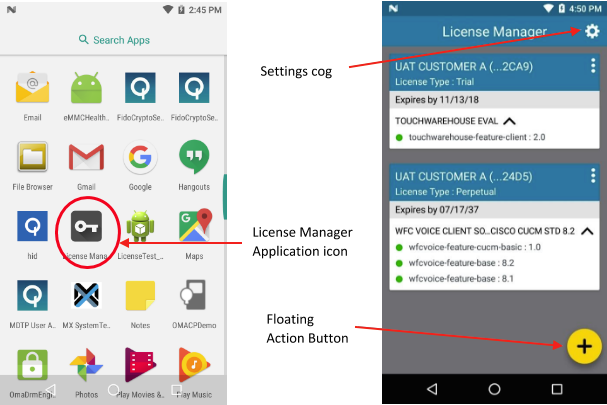 2:45 PM
Search Apps
Email
eMMCHealth..
FidoCryptoSe..
FidoCryptoSe..
File Browser
Gmail
Google
Hangouts
hid
License Mana..
LicenseTest_..
Maps
MDTP User A..
MX SystemTe..
Notes
OMACPDemo
OmaDrmEngi..
Photos
Play Movies &..
Play Music
Settings cog
License Manager
Application icon
Floating
Action Button
4:50 PM
License Manager
UAT CUSTOMER A (...2CA9)
License Type : Trial
Expires by 11/13/18
TOUCHWAREHOUSE EVAL
touchwarehouse-feature-client : 2.0
UAT CUSTOMER A (...24D5)
License Type : Perpetual
Expires by 07/17/37
WFC VOICE CLIENT SO...CISCO CUCM STD 8.2
wfcvoice-feature-cucm-basic : 1.0
wfcvoice-feature-base : 8.2
wfcvoice-feature-base : 8.1